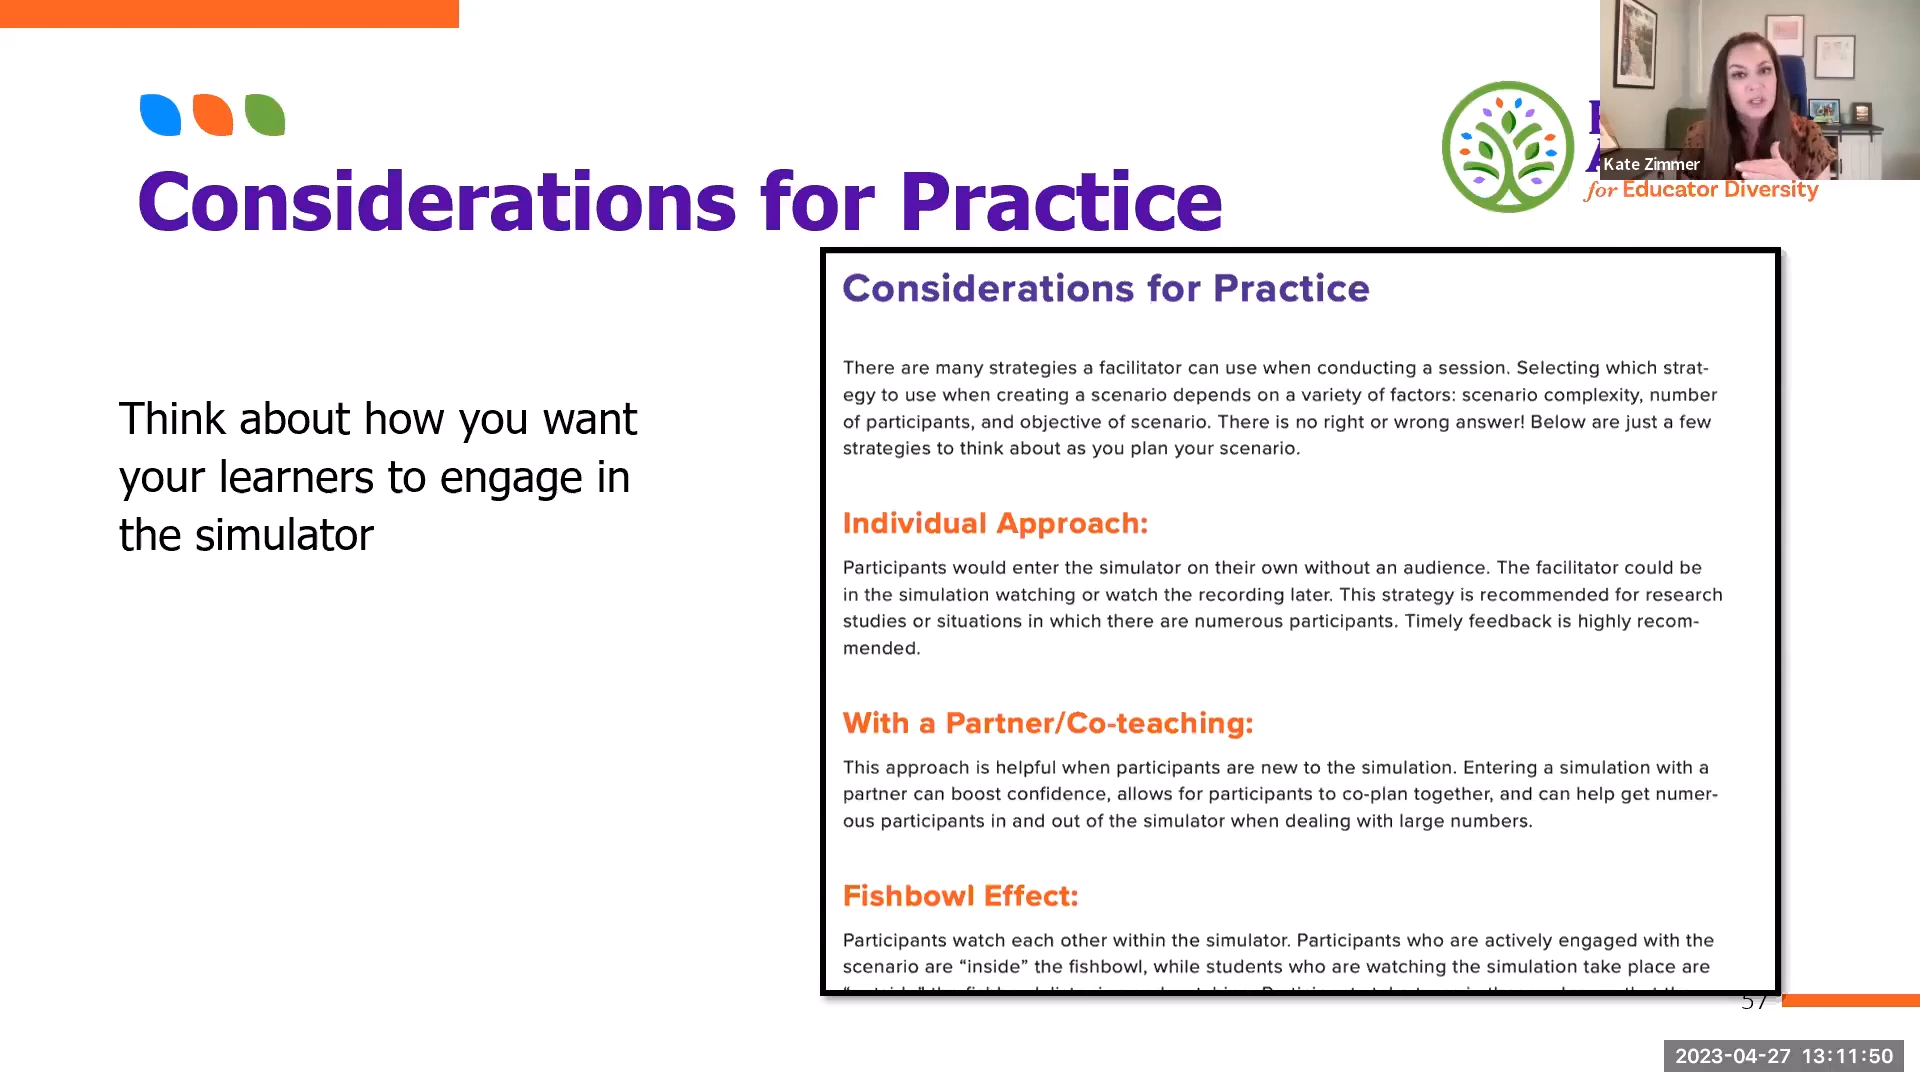 Kate Zimmer
for Educator Diversity
Considerations for Practice
Think about how you want
your learners to engage in
the simulator
Considerations for Practice
There are many strategies a facilitator can use when conducting a session. Selecting which strat-
egy to use when creating a scenario depends on a variety of factors: scenario complexity, number
of participants, and objective of scenario. There is no right or wrong answer! Below are just a few
strategies to think about as you plan your scenario.
Individual Approach:
Participants would enter the simulator on their own without an audience. The facilitator could be
in the simulation watching or watch the recording later. This strategy is recommended for research
studies or situations in which there are numerous participants. Timely feedback is highly recom-
mended.
With a Partner/Co-teaching:
This approach is helpful when participants are new to the simulation. Entering a simulation with a
partner can boost confidence, allows for participants to co-plan together, and can help get numer-
ous participants in and out of the simulator when dealing with large numbers.
Fishbowl Effect:
Participants watch each other within the simulator. Participants who are actively engaged with the
scenario are “inside” the fishbowl, while students who are watching the simulation take place are
57
2023-04-27 13:11:50